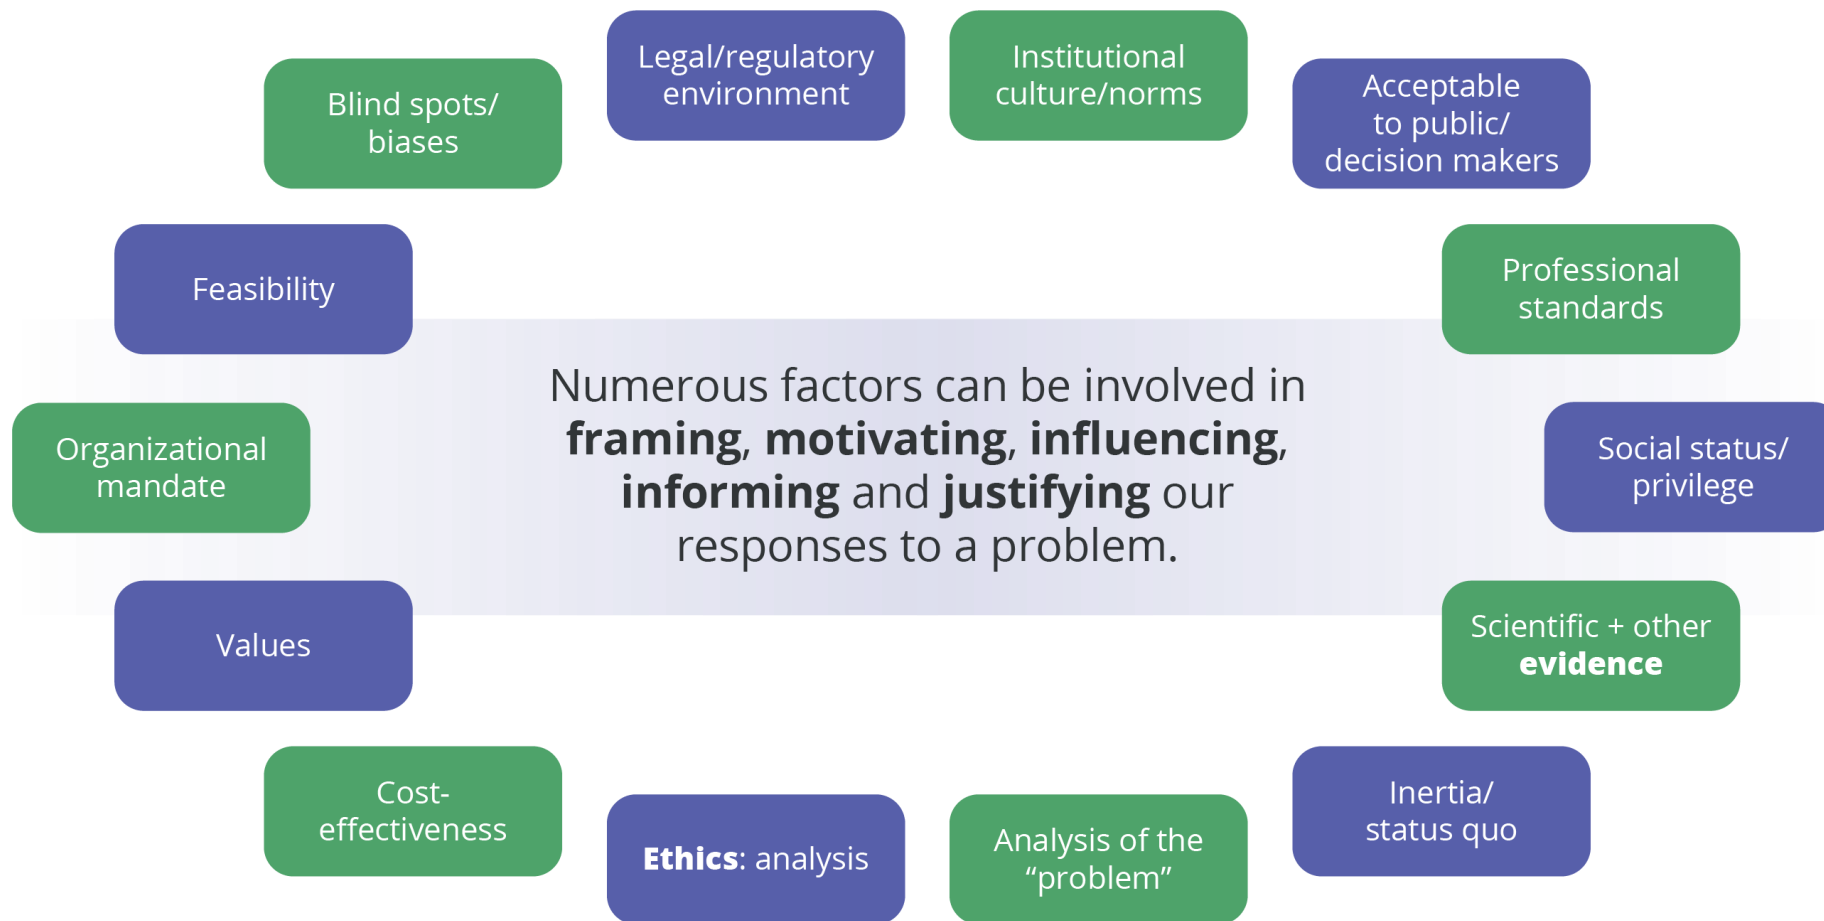 Legal/regulatory
environment
Institutional
culture/norms
Blind spots/
biases
Acceptable
to public/
decision makers
Feasibility
Professional
standards
Numerous factors can be involved in
framing, motivating, influencing,
informing and justifying our
responses to a problem.
Organizational
mandate
Social status/
privilege
Values
Scientific + other
evidence
Cost-
effectiveness
Inertia/
status quo
Ethics: analysis
Analysis of the
“problem”